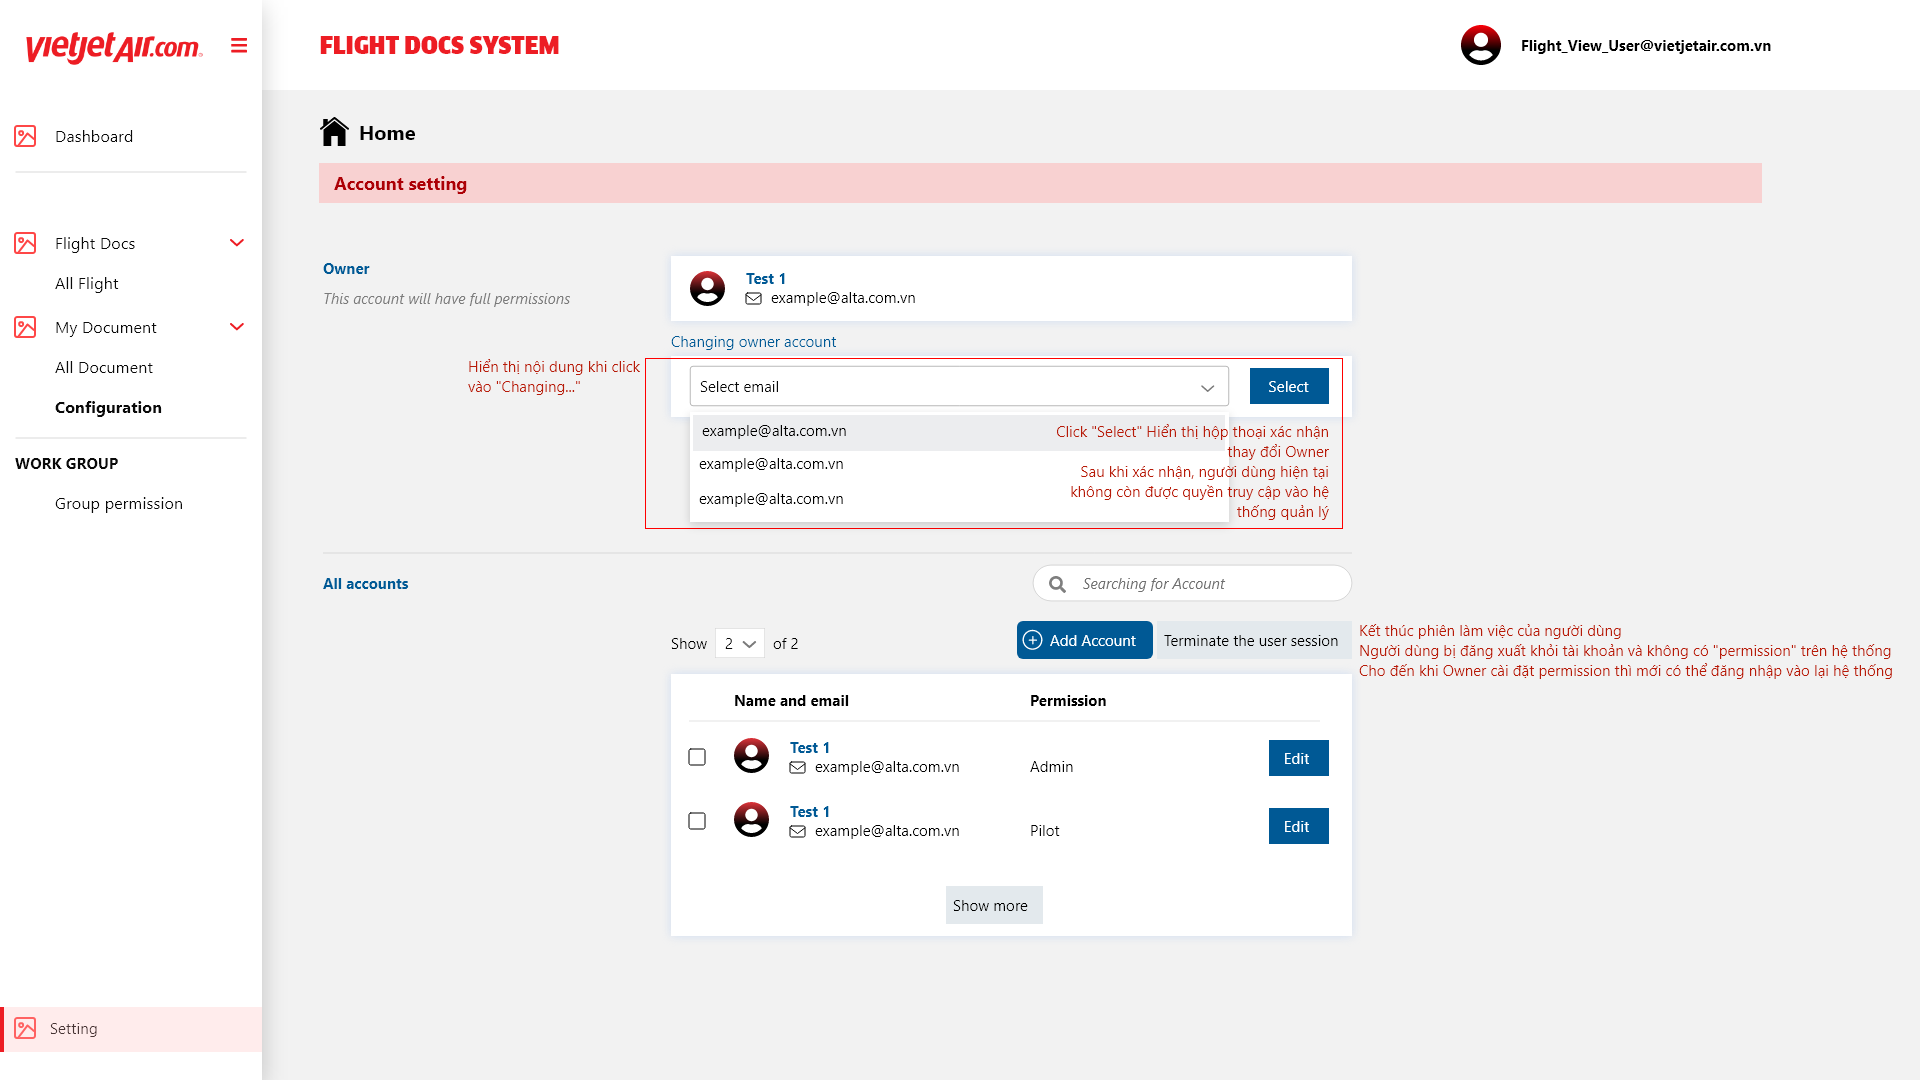 vietjetAir.com
FLIGHT DOCS SYSTEM
Flight_View_User@vietjetair.com.vn
Dashboard
Flight Docs
All Flight
My Document
All Document
Configuration
WORK GROUP
Group permission
Setting
Home
Account setting
Owner
This account will have full permissions
Test 1
example@alta.com.vn
Changing owner account
Hiển thị nội dung khi click
vào "Changing..."
Select email
Select
example@alta.com.vn
example@alta.com.vn
example@alta.com.vn
Click "Select" Hiển thị hộp thoại xác nhận
thay đổi Owner
Sau khi xác nhận, người dùng hiện tại
không còn được quyền truy cập vào hệ
thống quản lý
All accounts
Searching for Account
Show 2 of 2
Add Account
Terminate the user session
Kết thúc phiên làm việc của người dùng
Người dùng bị đăng xuất khỏi tài khoản và không có "permission" trên hệ thống
Cho đến khi Owner cài đặt permission thì mới có thể đăng nhập vào lại hệ thống
Name and email
Permission
Test 1
example@alta.com.vn
Admin
Edit
Test 1
example@alta.com.vn
Pilot
Edit
Show more